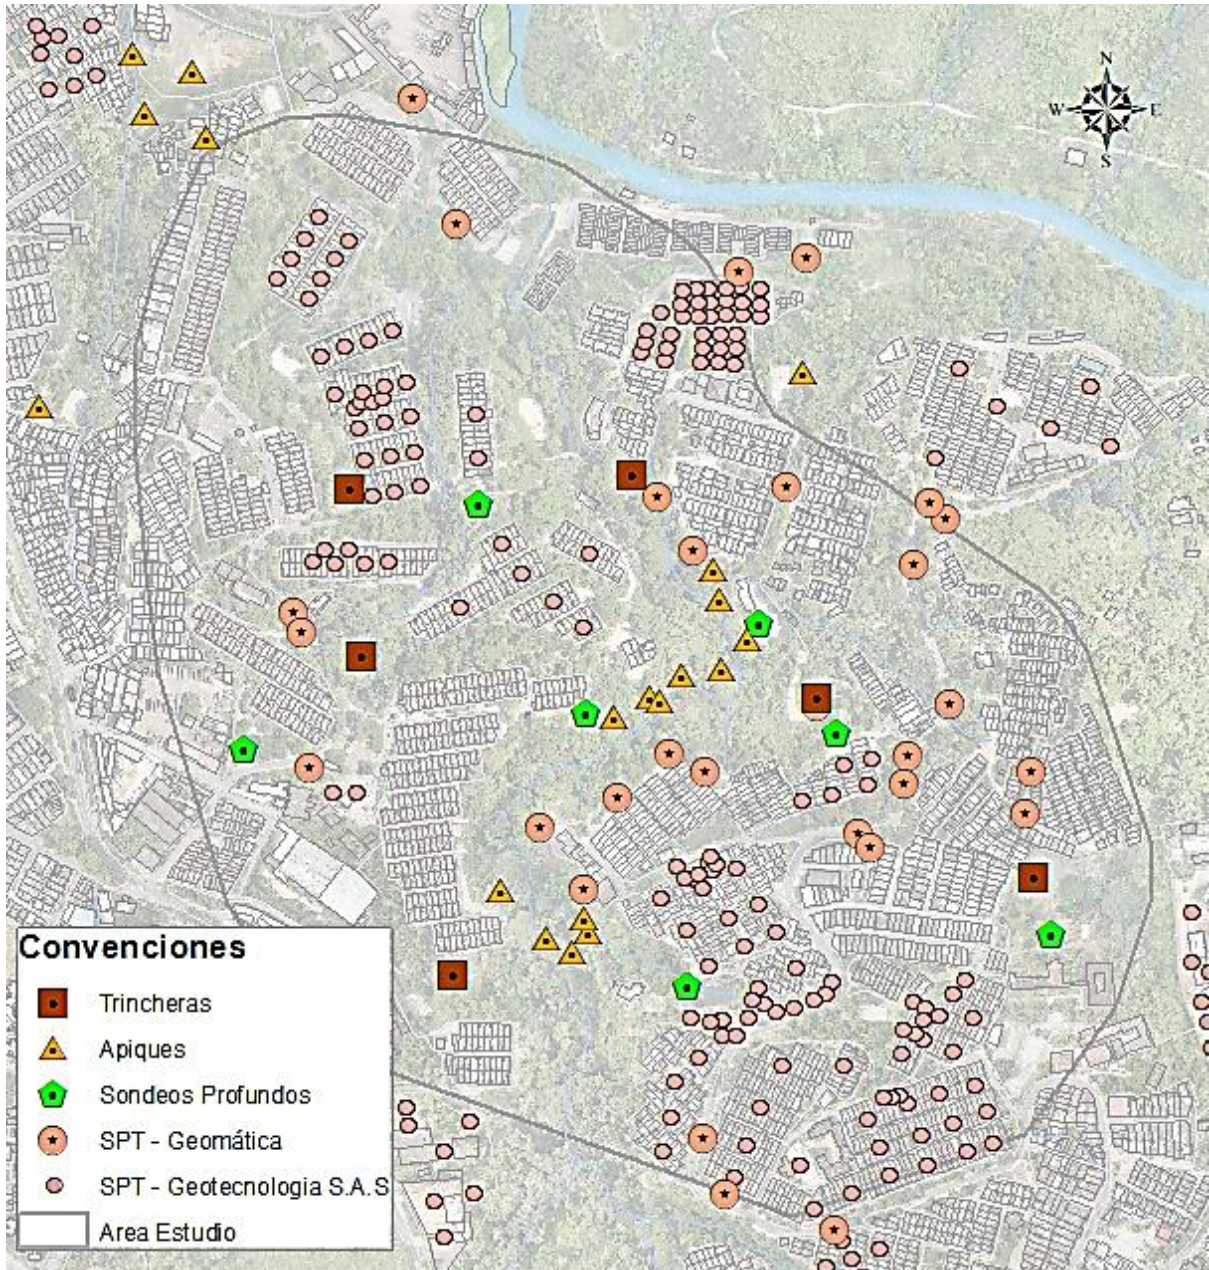 N
W E
S
Convenciones
Trincheras
Apiques
Sondeos Profundos
SPT - Geomática
SPT - Geotecnologia S.A.S
Area Estudio